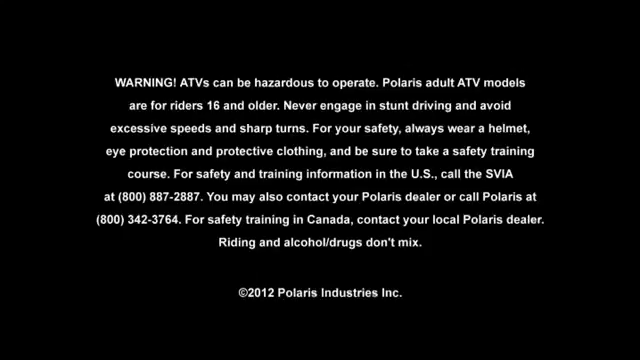 WARNING! ATVs can be hazardous to operate. Polaris adult ATV models
are for riders 16 and older. Never engage in stunt driving and avoid
excessive speeds and sharp turns. For your safety, always wear a helmet,
eye protection and protective clothing, and be sure to take a safety training
course. For safety and training information in the U.S., call the SVIA
at (800) 887-2887. You may also contact your Polaris dealer or call Polaris at
(800) 342-3764. For safety training in Canada, contact your local Polaris dealer.
Riding and alcohol/drugs don't mix.
©2012 Polaris Industries Inc.